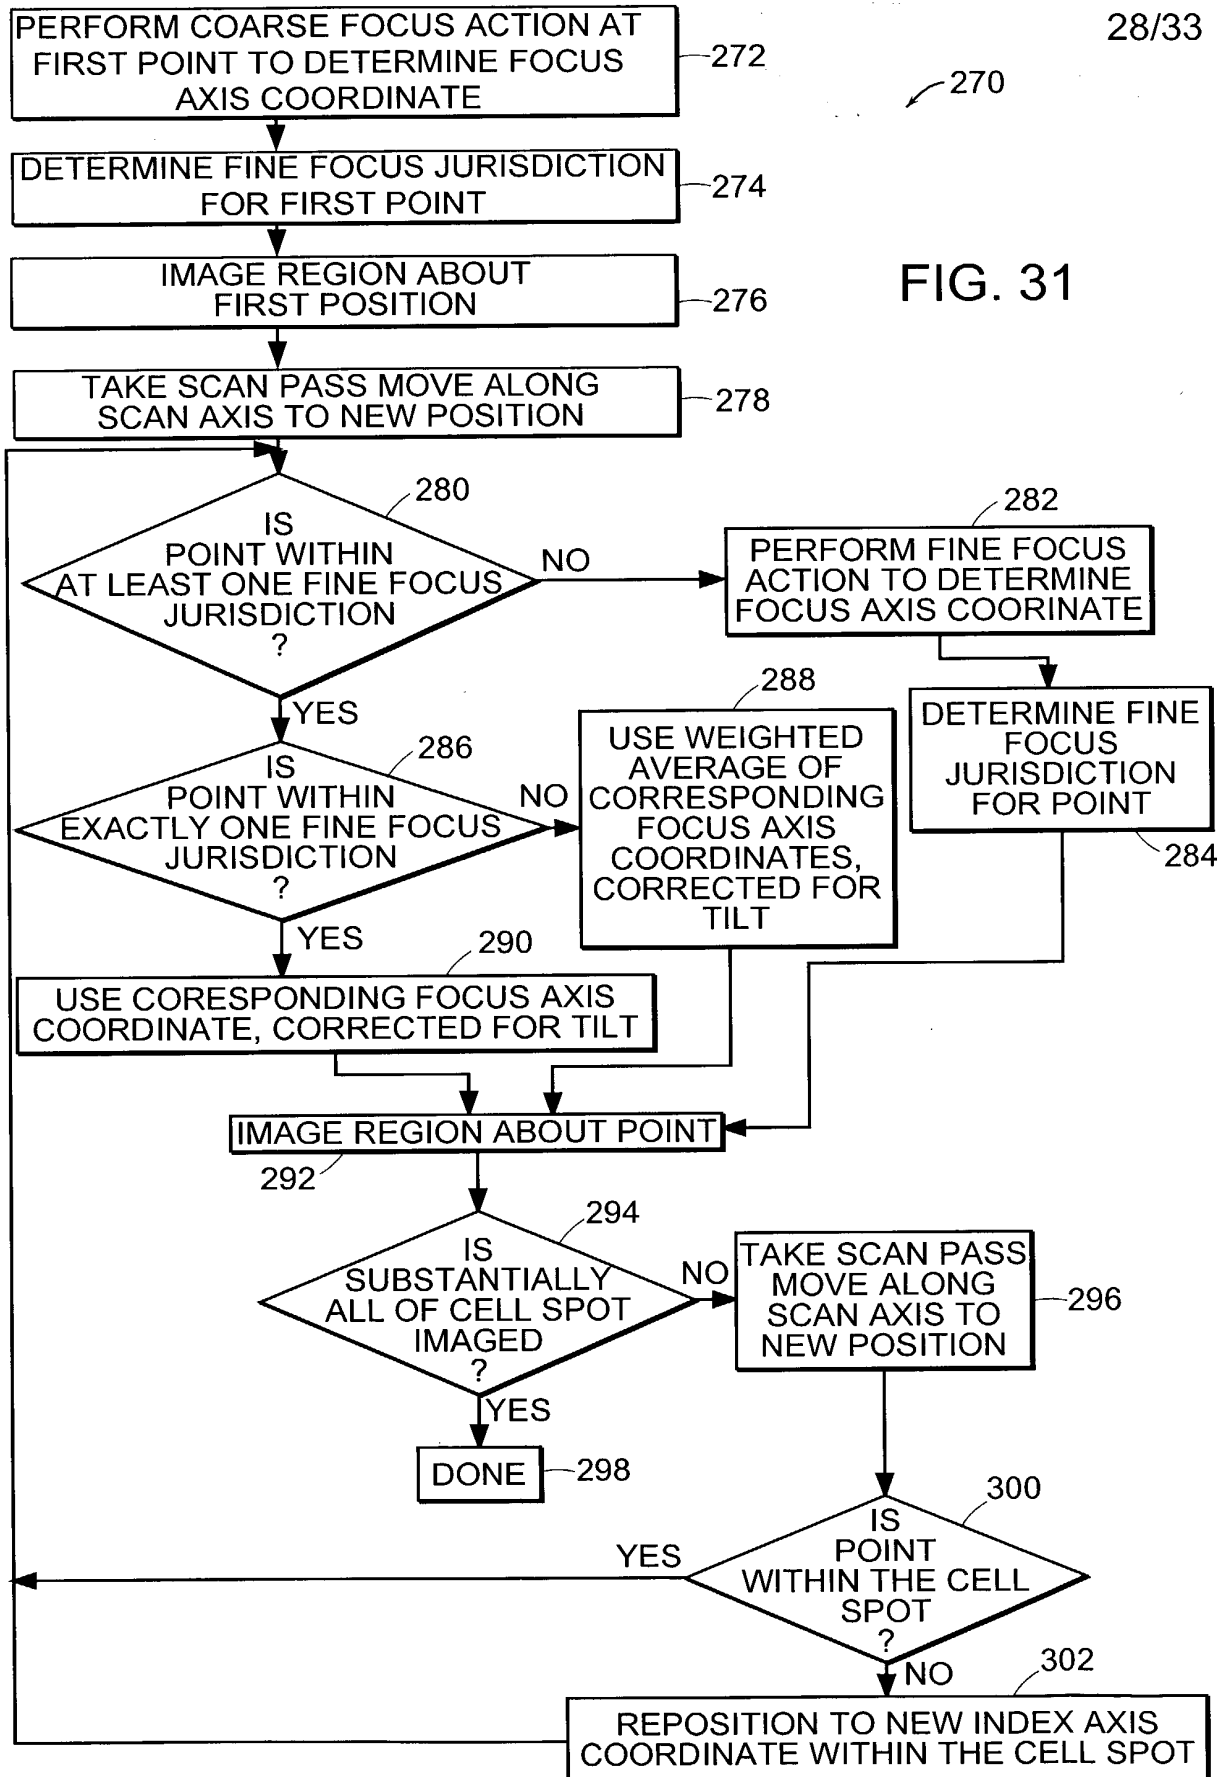 28/33
PERFORM COARSE FOCUS ACTION AT
FIRST POINT TO DETERMINE FOCUS
AXIS COORDINATE
272
270
DETERMINE FINE FOCUS JURISDICTION
FOR FIRST POINT
274
IMAGE REGION ABOUT
FIRST POSITION
276
FIG. 31
TAKE SCAN PASS MOVE ALONG
SCAN AXIS TO NEW POSITION
278
280
IS
POINT WITHIN
AT LEAST ONE FINE FOCUS
JURISDICTION
?
NO
282
PERFORM FINE FOCUS
ACTION TO DETERMINE
FOCUS AXIS COORINATE
YES
286
IS
POINT WITHIN
EXACTLY ONE FINE FOCUS
JURISDICTION
?
NO
288
USE WEIGHTED
AVERAGE OF
CORRESPONDING
FOCUS AXIS
COORDINATES,
CORRECTED FOR
TILT
DETERMINE FINE
FOCUS
JURISDICTION
FOR POINT
284
YES
290
USE CORESPONDING FOCUS AXIS
COORDINATE, CORRECTED FOR TILT
IMAGE REGION ABOUT POINT
292
294
IS
SUBSTANTIALLY
ALL OF CELL SPOT
IMAGED
?
NO
TAKE SCAN PASS
MOVE ALONG
SCAN AXIS TO
NEW POSITION
296
YES
DONE
298
300
IS
POINT
WITHIN THE CELL
SPOT
?
YES
NO
302
REPOSITION TO NEW INDEX AXIS
COORDINATE WITHIN THE CELL SPOT